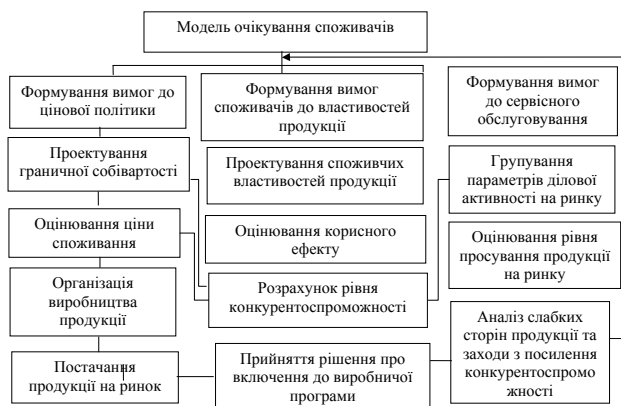 Модель очікування споживачів
Формування вимог до
цінової політики
Формування вимог
споживачів до властивостей
продукції
Формування вимог
до сервісного
обслуговування
Проектування
граничної собівартості
Проектування споживчих
властивостей продукції
Групування
параметрів ділової
активності на ринку
Оцінювання ціни
споживання
Оцінювання корисного
ефекту
Оцінювання рівня
просування продукції
на ринку
Організація
виробництва
продукції
Розрахунок рівня
конкурентоспроможності
Аналіз слабких
сторін продукції та
заходи з посилення
конкурентоспромо
жності
Постачання
продукції на ринок
Прийняття рішення про
включення до виробничої
програми